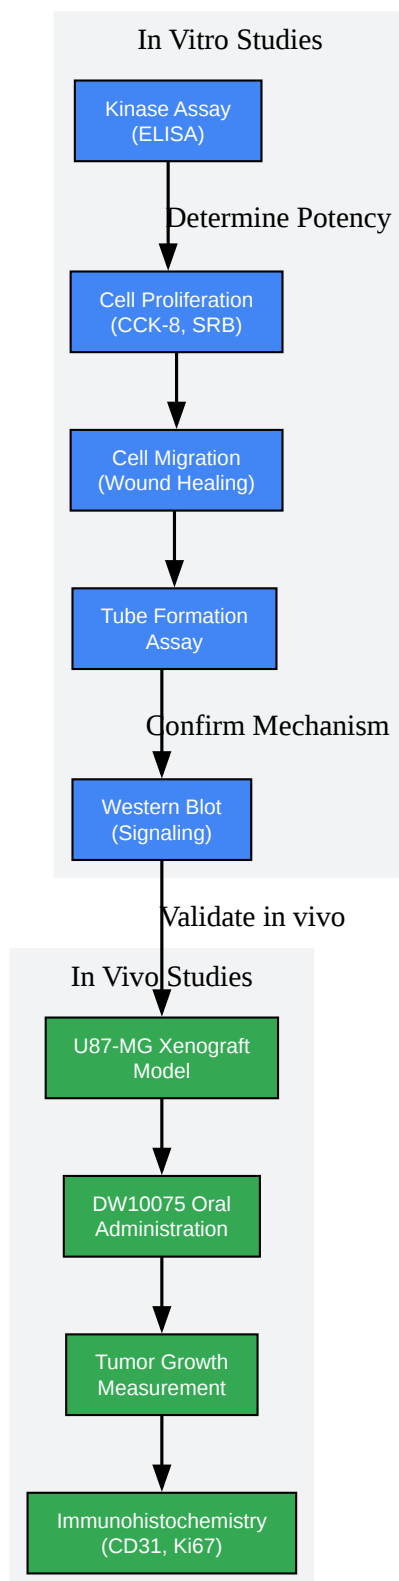 In Vitro Studies
Kinase Assay
(ELISA)
Determine Potency
Cell Proliferation
(CCK-8, SRB)
Cell Migration
(Wound Healing)
Tube Formation
Assay
Confirm Mechanism
Western Blot
(Signaling)
Validate in vivo
In Vivo Studies
U87-MG Xenograft
Model
DW10075 Oral
Administration
Tumor Growth
Measurement
Immunohistochemistry
(CD31, Ki67)